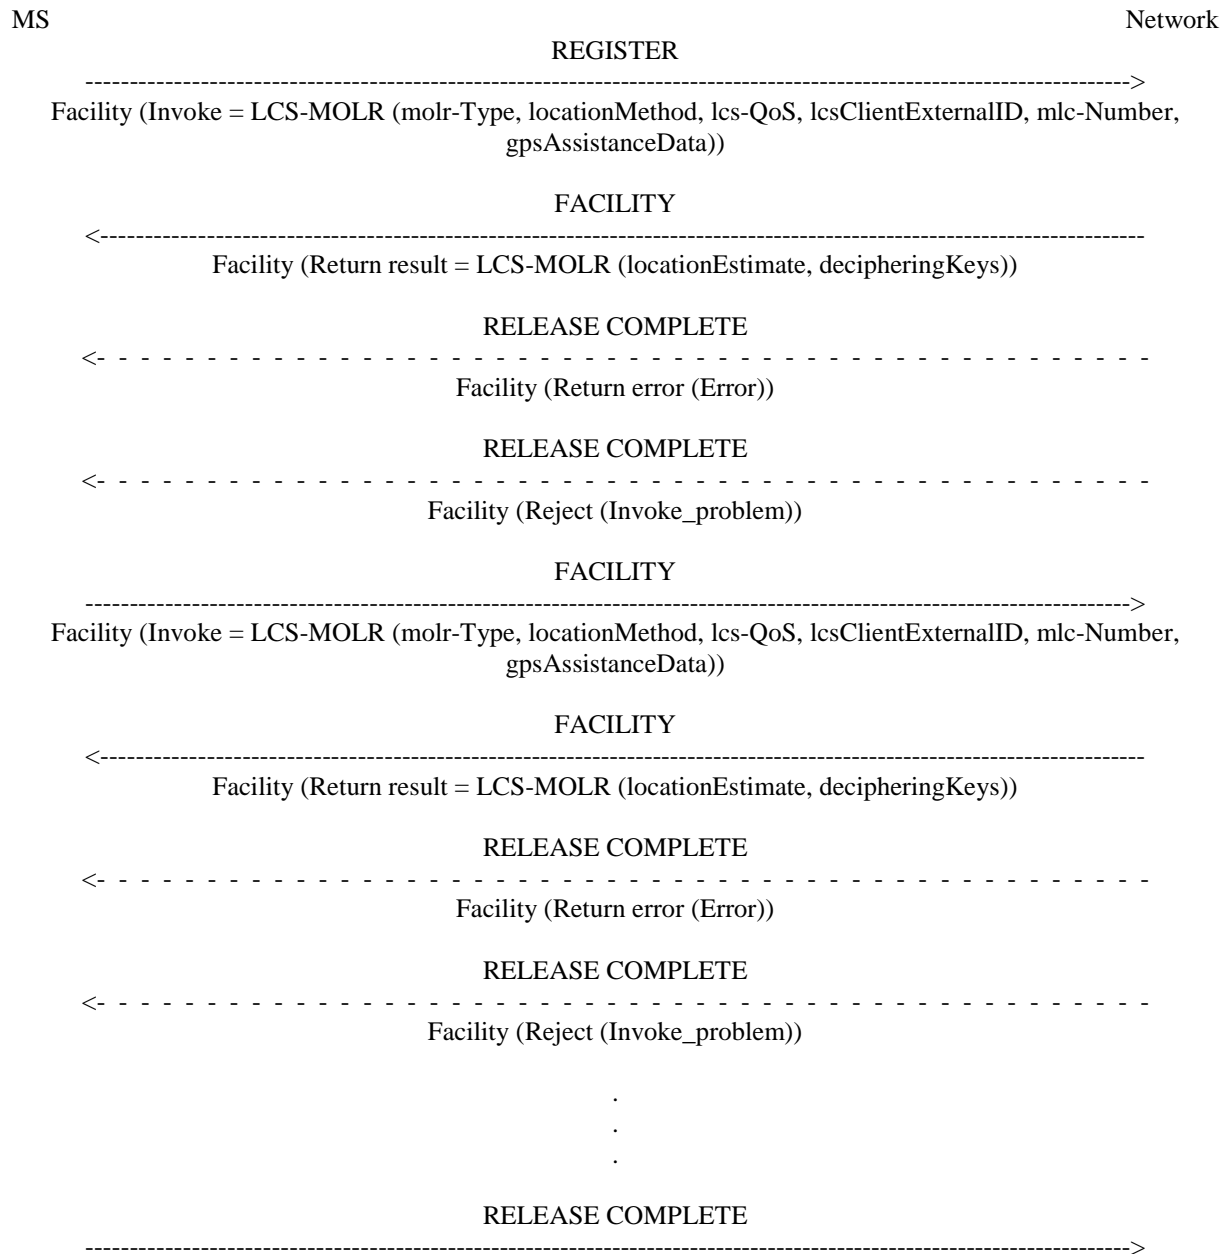 MS Network
REGISTER
------------------------------------------------------------------------------------------------------------------------>
Facility (Invoke = LCS-MOLR (molr-Type, locationMethod, lcs-QoS, lcsClientExternalID, mlc-Number,
gpsAssistanceData))
FACILITY
<------------------------------------------------------------------------------------------------------------------------
Facility (Return result = LCS-MOLR (locationEstimate, decipheringKeys))
RELEASE COMPLETE
<- - - - - - - - - - - - - - - - - - - - - - - - - - - - - - - - - - - - - - - - - - - - - - - - - - - - - - - - -
Facility (Return error (Error))
RELEASE COMPLETE
<- - - - - - - - - - - - - - - - - - - - - - - - - - - - - - - - - - - - - - - - - - - - - - - - - - - - - - - - -
Facility (Reject (Invoke_problem))
FACILITY
------------------------------------------------------------------------------------------------------------------------>
Facility (Invoke = LCS-MOLR (molr-Type, locationMethod, lcs-QoS, lcsClientExternalID, mlc-Number,
gpsAssistanceData))
FACILITY
<------------------------------------------------------------------------------------------------------------------------
Facility (Return result = LCS-MOLR (locationEstimate, decipheringKeys))
RELEASE COMPLETE
<- - - - - - - - - - - - - - - - - - - - - - - - - - - - - - - - - - - - - - - - - - - - - - - - - - - - - - - - -
Facility (Return error (Error))
RELEASE COMPLETE
<- - - - - - - - - - - - - - - - - - - - - - - - - - - - - - - - - - - - - - - - - - - - - - - - - - - - - - - - -
Facility (Reject (Invoke_problem))
.
.
.
RELEASE COMPLETE
------------------------------------------------------------------------------------------------------------------------>